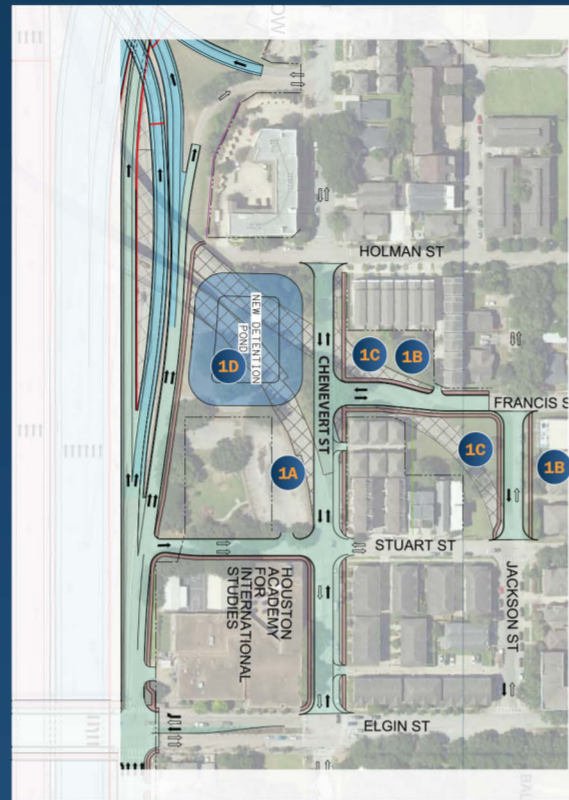 HOLMAN ST
NEW DETENTION
POND
1D
CHENEVERT ST
1C
1B
FRANCIS S
1A
1C
1B
STUART ST
HOUSTON
ACADEMY
FOR
INTERNATIONAL
STUDIES
JACKSON ST
ELGIN ST